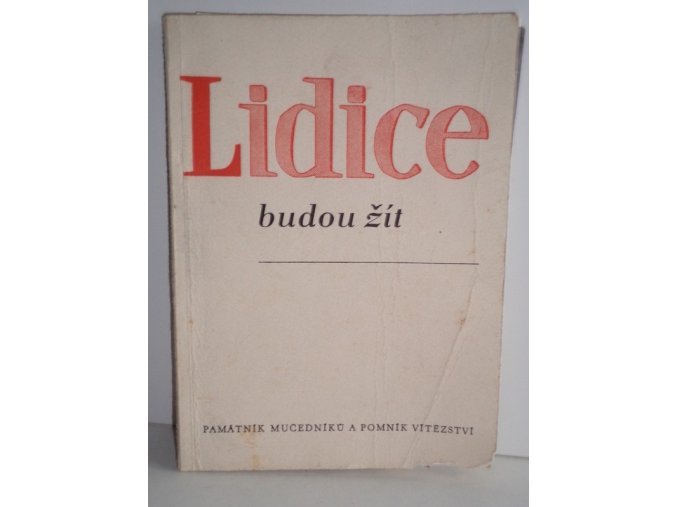 Lidice
budou žít
PAMÁTNÍK MUČEDNÍKŮ A POMNÍK VÍTĚZSTVÍ